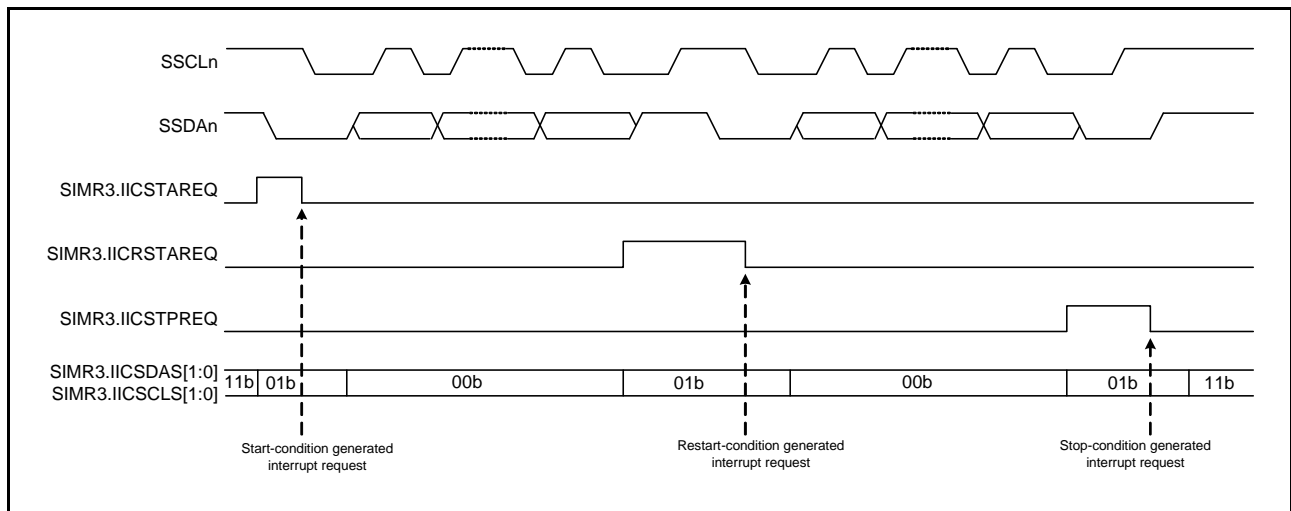 SSCLn
SSDAn
SIMR3.IICSTAREQ
SIMR3.IICRSTAREQ
SIMR3.IICSTPREQ
SIMR3.IICSDAS[1:0]
SIMR3.IICSCLS[1:0]
11b 01b 00b 01b 00b 01b 11b
Start-condition generated
interrupt request
Restart-condition generated
interrupt request
Stop-condition generated
interrupt request